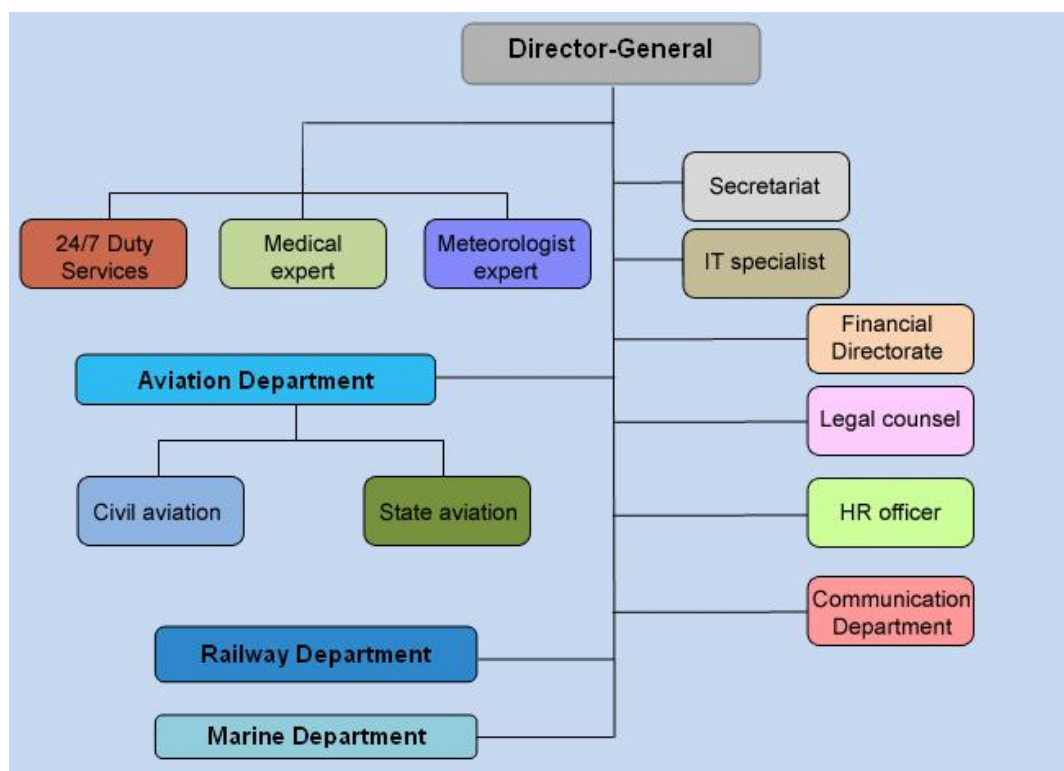 Director-General
Secretariat
24/7 Duty
Services
Medical
expert
Meteorologist
expert
IT specialist
Financial
Directorate
Aviation Department
Legal counsel
Civil aviation
State aviation
HR officer
Communication
Department
Railway Department
Marine Department